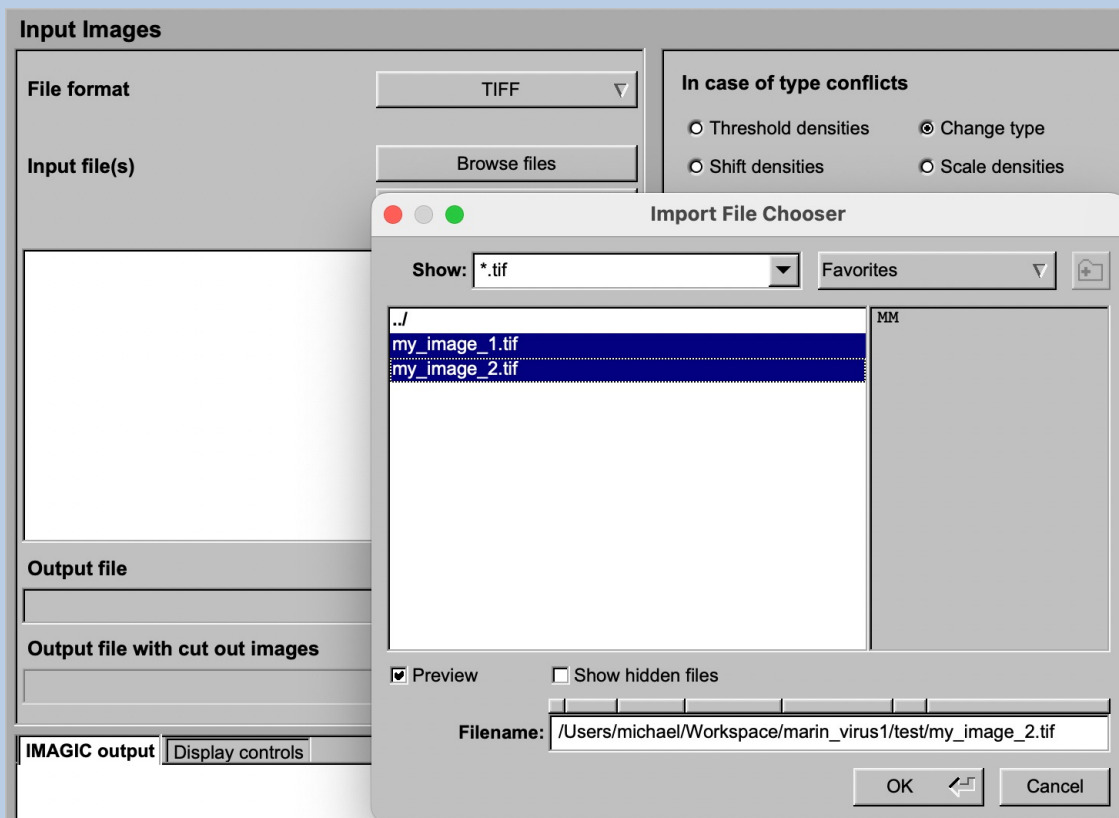 Input Images
File format
TIFF
In case of type conflicts
Threshold densities
Change type
Input file(s)
Browse files
Shift densities
Scale densities
Import File Chooser
Show:
*.tif
Favorites
../
MM
my_image_1.tif
my_image_2.tif
Output file
Output file with cut out images
Preview
Show hidden files
Filename:
/Users/michael/Workspace/marin_virus1/test/my_image_2.tif
IMAGIC output
Display controls
OK
Cancel